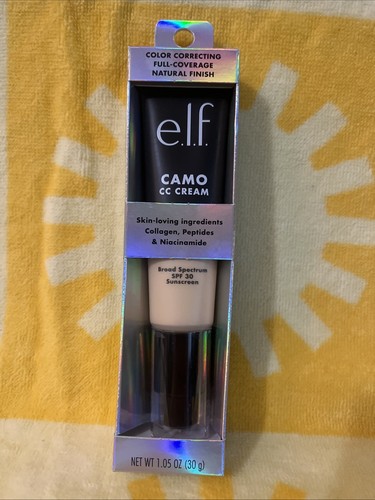 COLOR CORRECTING
FULL-COVERAGE
NATURAL FINISH
e.l.f.
CAMO
CC CREAM
Skin-loving ingredients
Collagen, Peptides
& Niacinamide
Broad Spectrum
SPF 30
Sunscreen
NET WT 1.05 OZ (30 g)